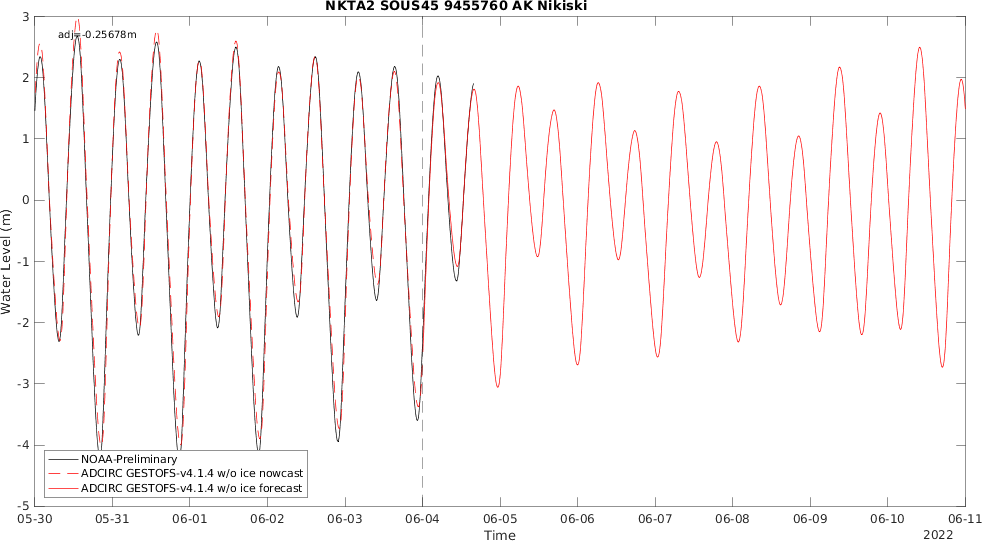 NKTA2 SOUS45 9455760 AK Nikiski
adj=-0.25678m
Water Level (m)
3
2
1
0
-1
-2
-3
-4
-5
NOAA-Preliminary
ADCIRC GESTOFS-v4.1.4 w/o ice nowcast
ADCIRC GESTOFS-v4.1.4 w/o ice forecast
05-30 05-31 06-01 06-02 06-03 06-04 06-05 06-06 06-07 06-08 06-09 06-10 06-11
Time
2022